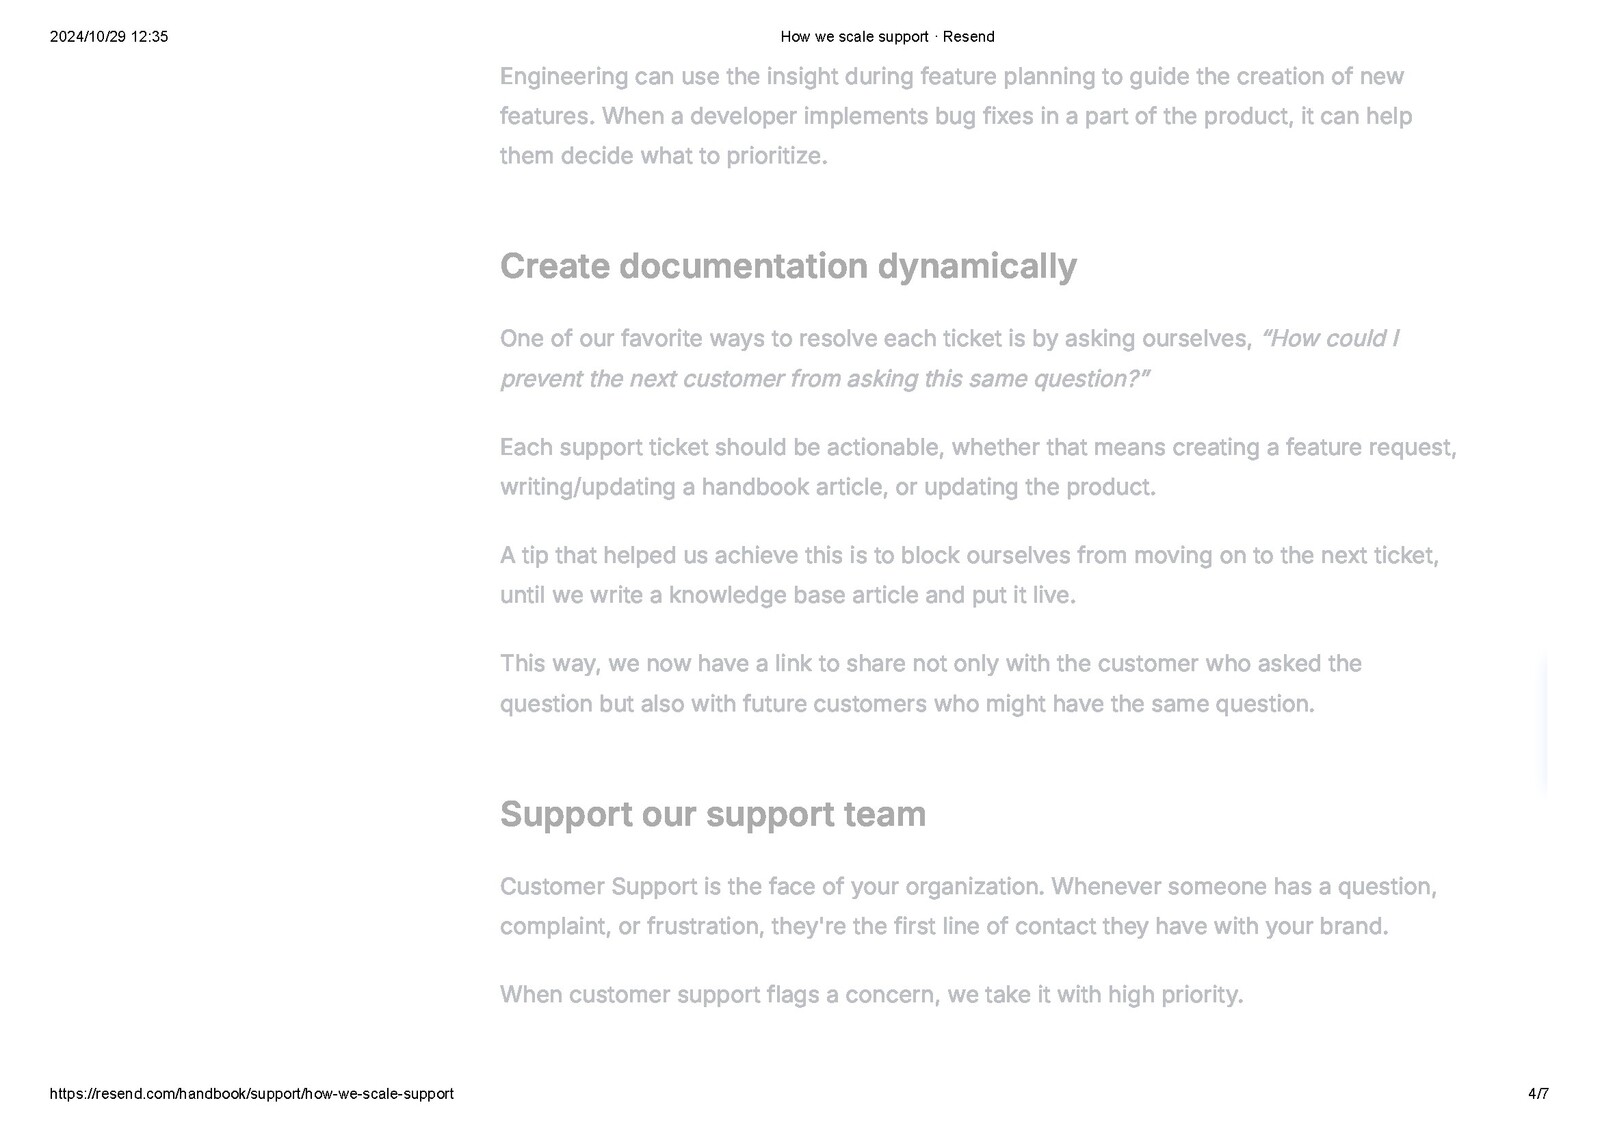 2024/10/29 12:35
How we scale support · Resend
Engineering can use the insight during feature planning to guide the creation of new
features. When a developer implements bug fixes in a part of the product, it can help
them decide what to prioritize.
Create documentation dynamically
One of our favorite ways to resolve each ticket is by asking ourselves, “How could I
prevent the next customer from asking this same question?”
Each support ticket should be actionable, whether that means creating a feature request,
writing/updating a handbook article, or updating the product.
A tip that helped us achieve this is to block ourselves from moving on to the next ticket,
until we write a knowledge base article and put it live.
This way, we now have a link to share not only with the customer who asked the
question but also with future customers who might have the same question.
Support our support team
Customer Support is the face of your organization. Whenever someone has a question,
complaint, or frustration, they're the first line of contact they have with your brand.
When customer support flags a concern, we take it with high priority.
https://resend.com/handbook/support/how-we-scale-support
4/7